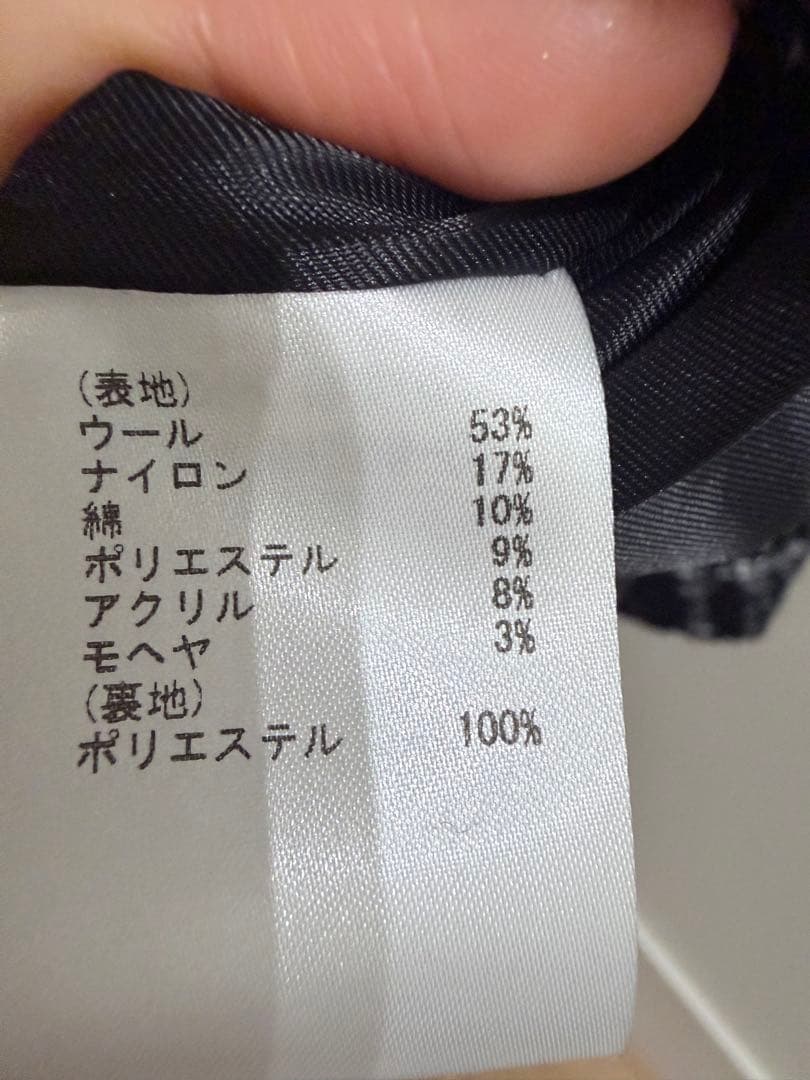 (表地)
ウール 53%
ナイロン 17%
綿 10%
ポリエステル 9%
アクリル 8%
モヘヤ 3%
(裏地)
ポリエステル 100%